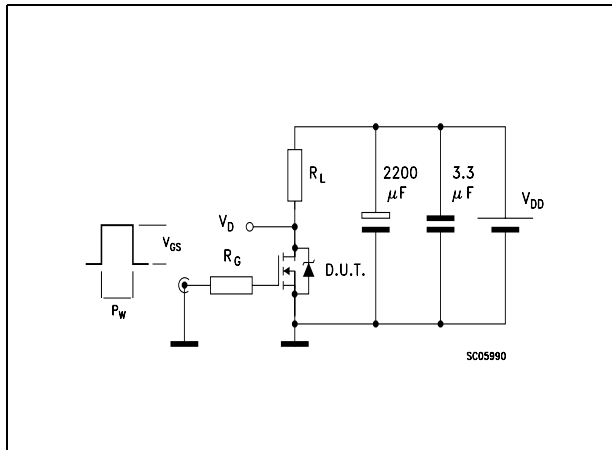 R_L
2200
μF
3.3
μF
V_DD
V_D
V_GS
R_G
D.U.T.
P_W
SC05990